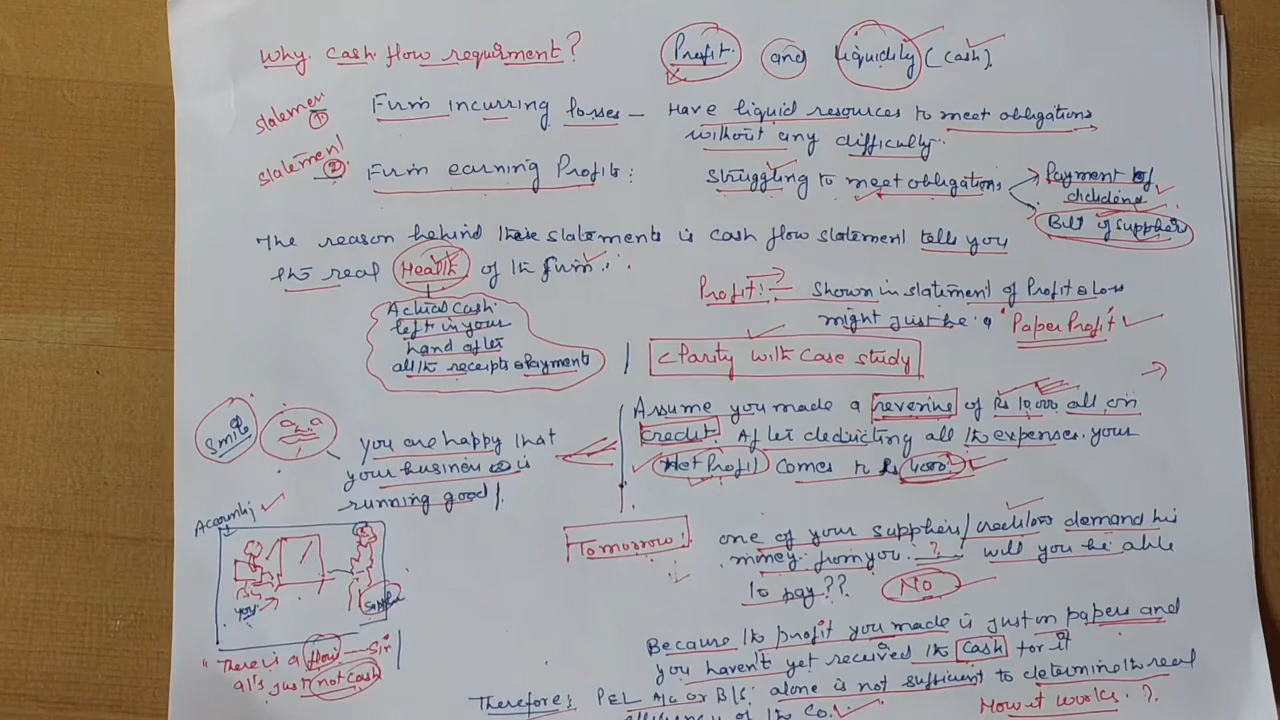 Why cash flow requirment?
Profit and liquidity (cash)
Statement ①
Firm incurring losses – Have liquid resources to meet obligations
without any difficulty.
Statement ②
Firm earning Profits: struggling to meet obligations
Payment of
dividend
Bill of supplier
The reason behind these statements is cash flow statement tells you
the real Health of the firm.
Actual cash
left in your
hand after
all the receipts & payments
Profit:- Shown in statement of Profit & Loss
might just be a "Paper Profit"
Clarity with case study
Assume you made a revenue of Rs 10,000 all on
credit. After deducting all the expenses, your
Net Profit comes to Rs 4000.
Smile
you are happy that
your business is
running good
Tomorrow:
one of your supplier/creditors demand his
money from you. ? will you be able
to pay?? No
you
"There is a flow ---- Sir
It's just not cash
Because the profit you made is just on papers and
you haven't yet received the cash for it
Therefore: P&L A/c or B/S alone is not sufficient to determine the real
efficiency of the Co.
How it works. ?